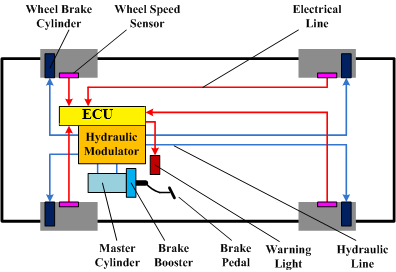 Wheel Brake
Cylinder
Wheel Speed
Sensor
Electrical
Line
ECU
Hydraulic
Modulator
Master
Cylinder
Brake
Booster
Brake
Pedal
Warning
Light
Hydraulic
Line